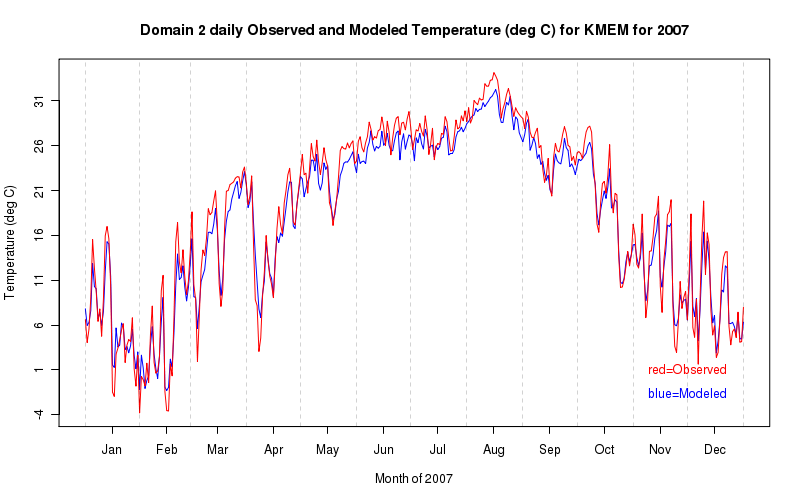 Domain 2 daily Observed and Modeled Temperature (deg C) for KMEM for 2007
Temperature (deg C)
31
26
21
16
11
6
1
-4
red=Observed
blue=Modeled
Jan Feb Mar Apr May Jun Jul Aug Sep Oct Nov Dec
Month of 2007